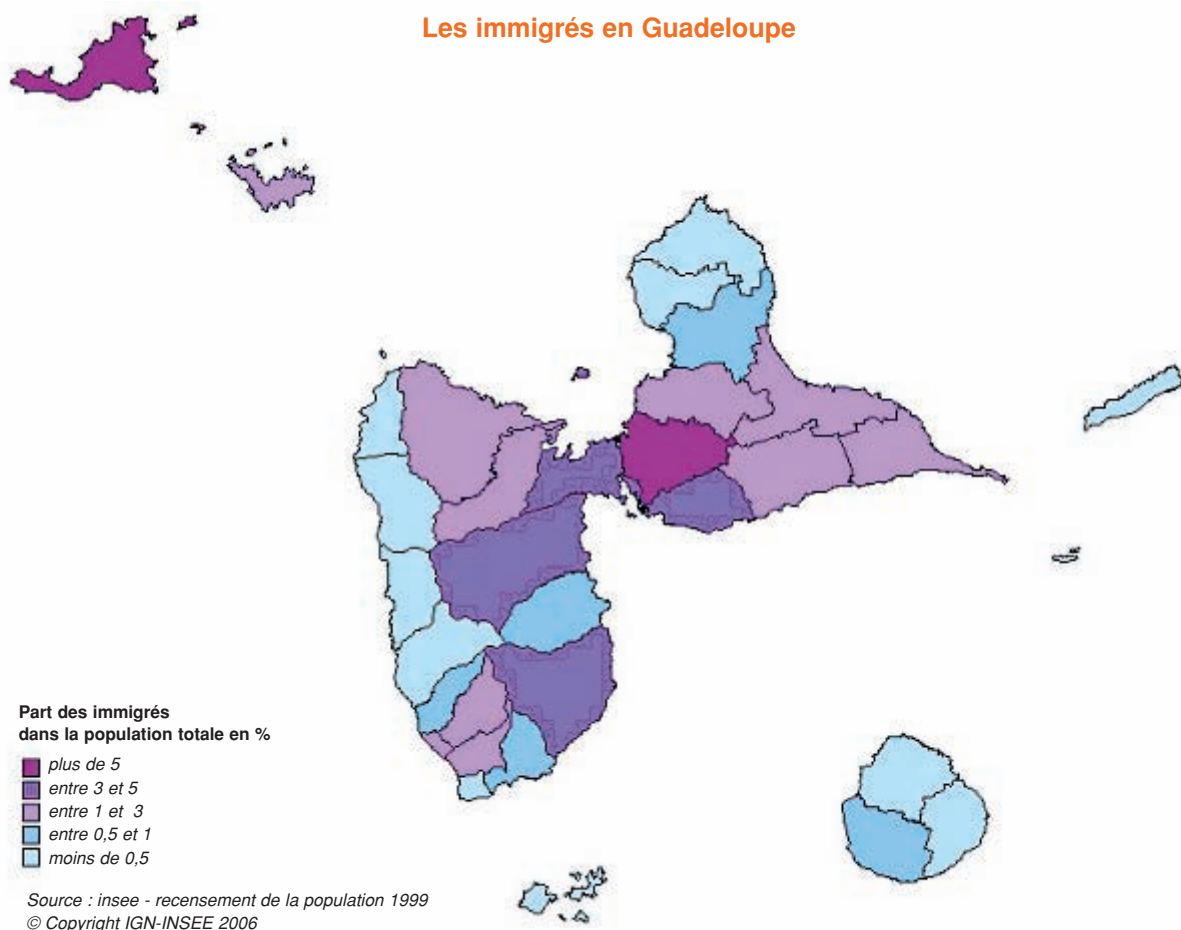 Les immigrés en Guadeloupe
Part des immigrés
dans la population totale en %
plus de 5
entre 3 et 5
entre 1 et 3
entre 0,5 et 1
moins de 0,5
Source : insee - recensement de la population 1999
© Copyright IGN-INSEE 2006